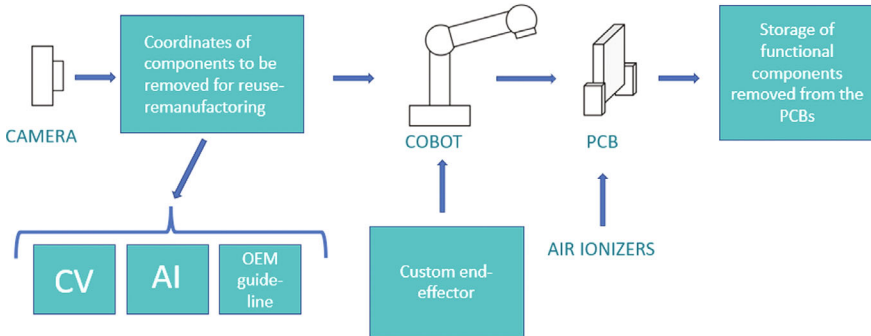 Coordinates of
components to be
removed for reuse-
remanufactoring
Storage of
functional
components
removed from the
PCBs
CAMERA
COBOT
PCB
CV
AI
OEM
guide-
line
Custom end-
effector
AIR IONIZERS